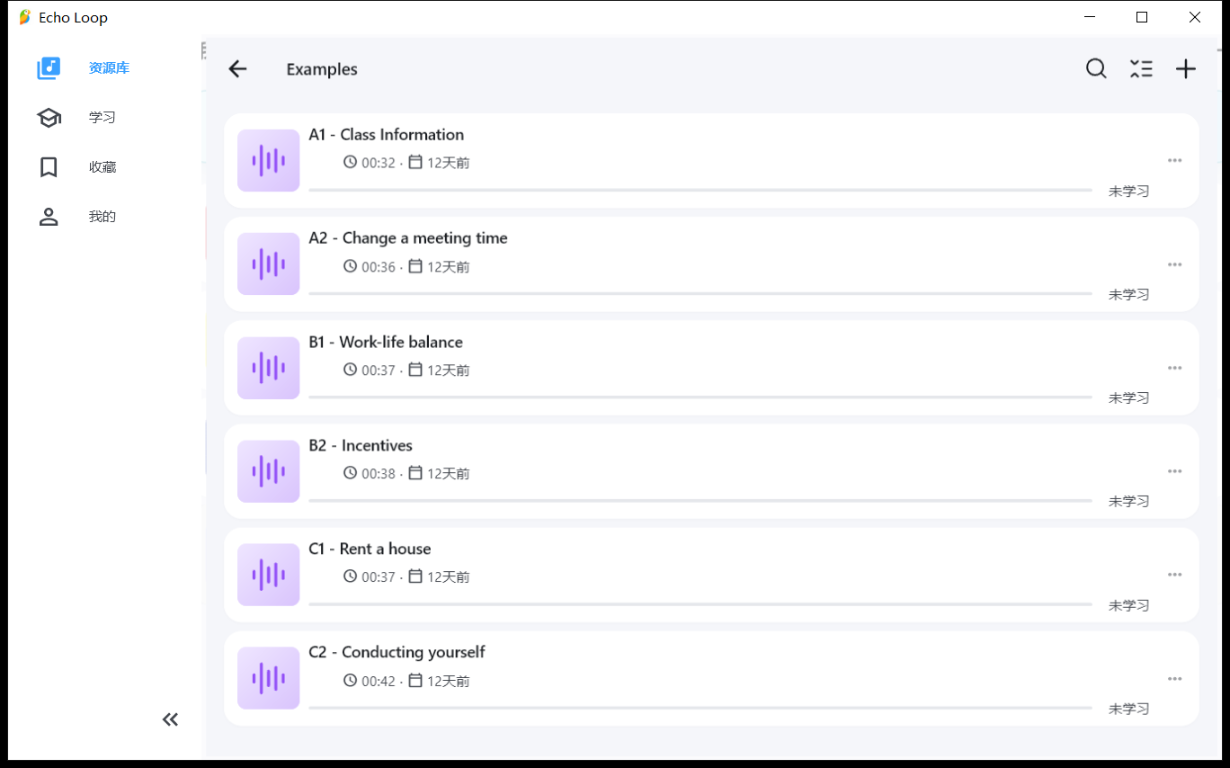 Echo Loop
资源库
学习
收藏
我的
Examples
A1 - Class Information
00:32 · 12天前
未学习
A2 - Change a meeting time
00:36 · 12天前
未学习
B1 - Work-life balance
00:37 · 12天前
未学习
B2 - Incentives
00:38 · 12天前
未学习
C1 - Rent a house
00:37 · 12天前
未学习
C2 - Conducting yourself
00:42 · 12天前
未学习